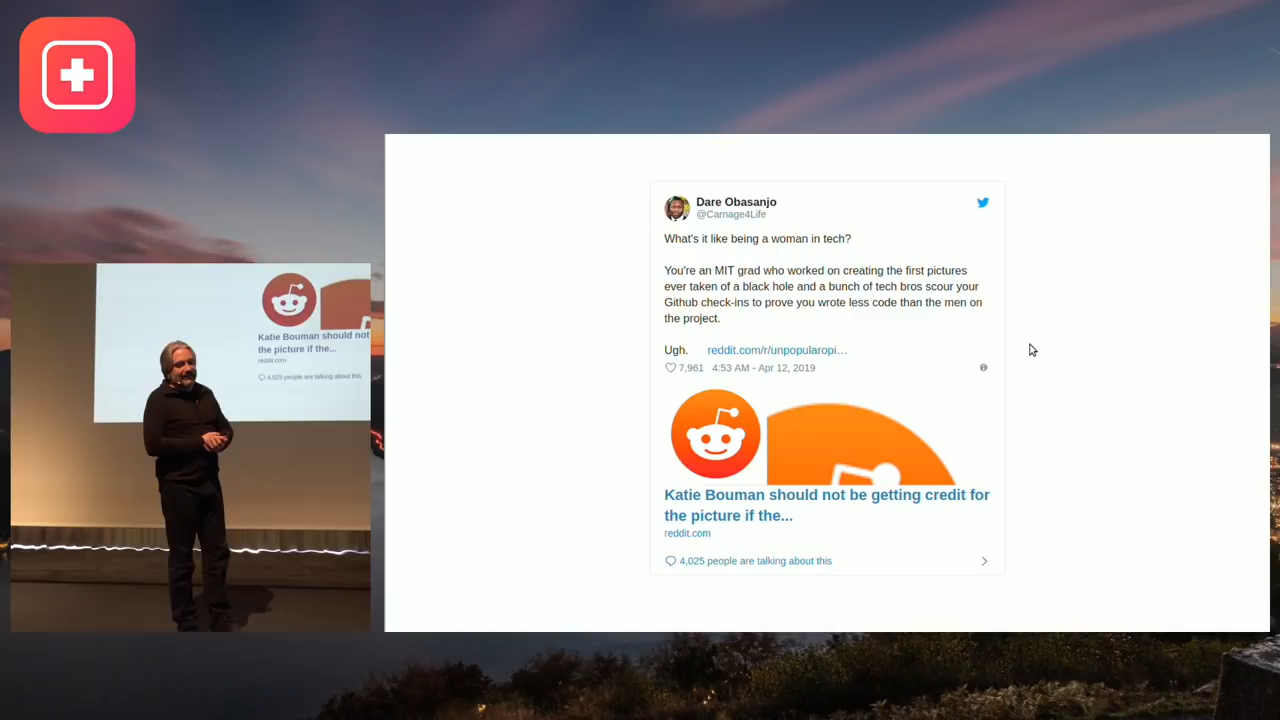 Dare Obasanjo
@Carnage4Life
What's it like being a woman in tech?
You're an MIT grad who worked on creating the first pictures
ever taken of a black hole and a bunch of tech bros scour your
Github check-ins to prove you wrote less code than the men on
the project.
Ugh. reddit.com/r/unpopularopi…
7,961 4:53 AM - Apr 12, 2019
Katie Bouman should not be getting credit for
the picture if the...
reddit.com
4,025 people are talking about this
Katie Bouman should not
the picture if the...
reddit.com
4,025 people are talking about this